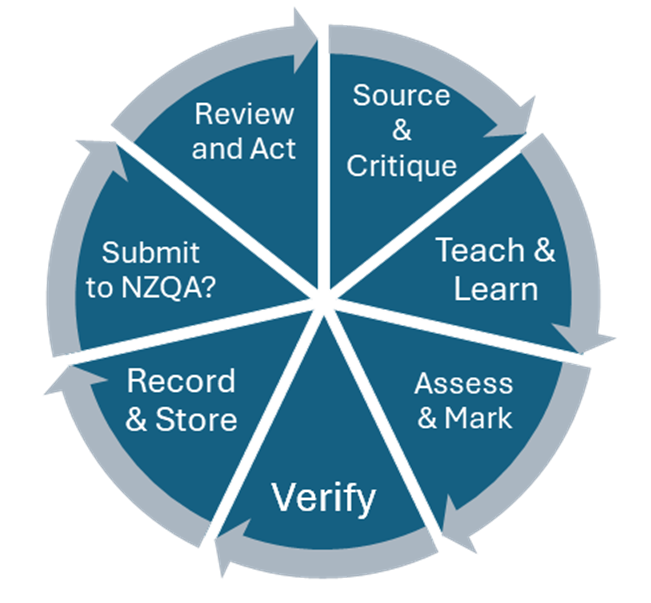 Source
&
Critique
Teach &
Learn
Assess
& Mark
Verify
Record
& Store
Submit
to NZQA?
Review
and Act